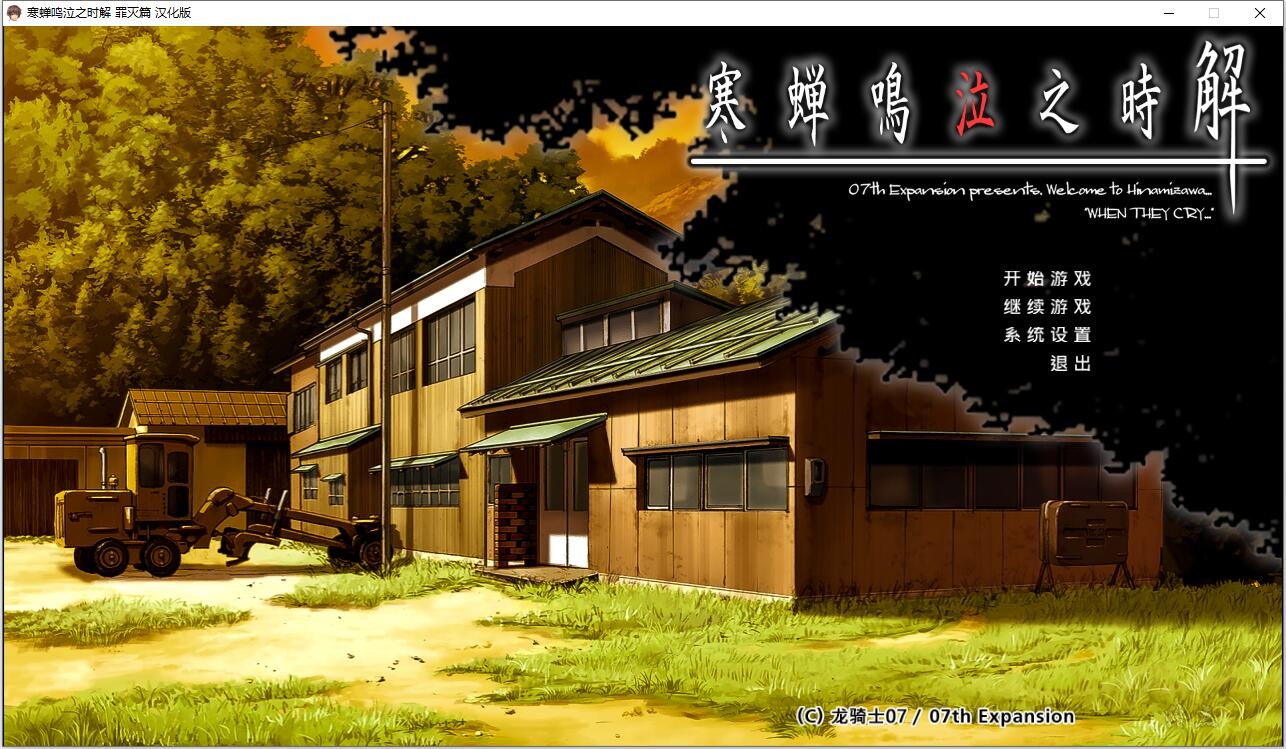 寒蝉鸣泣之时解 罪灭篇 汉化版
寒蝉鳴泣之時解
07th Expansion presents. Welcome to Hinamizawa...
"WHEN THEY CRY..."
开始游戏
继续游戏
系统设置
退出
(C) 龙骑士07 / 07th Expansion